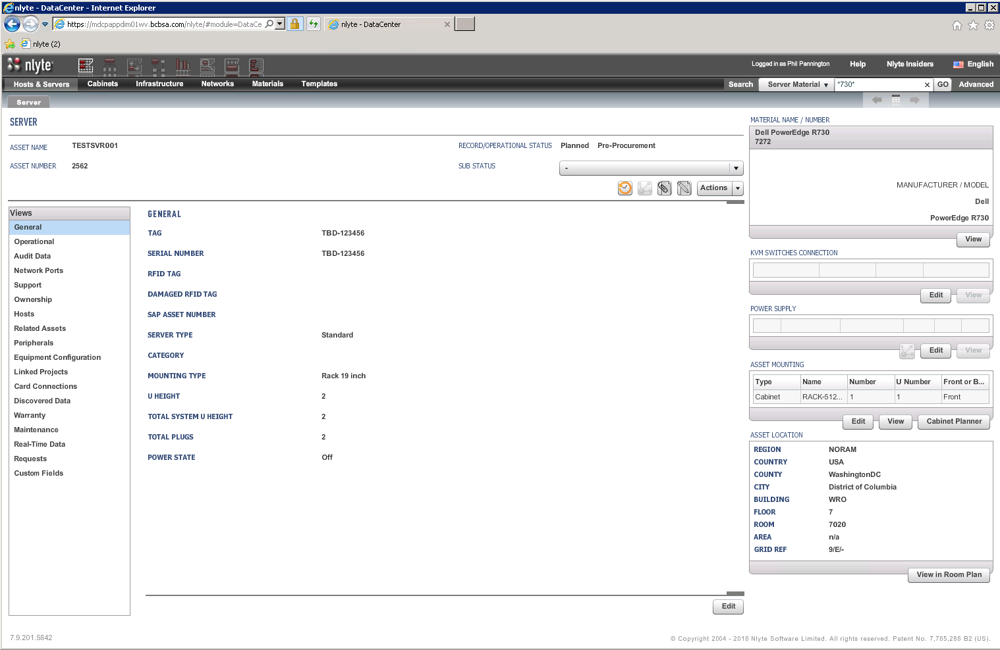 nlyte - DataCenter - Internet Explorer
https://mdcpappdim01wv.bcbsa.com/nlyte/#module=DataCe
nlyte - DataCenter
nlyte (2)
nlyte
Logged in as Phil Pennington
Help
Nlyte Insiders
English
Hosts & Servers
Cabinets
Infrastructure
Networks
Materials
Templates
Search
Server Material
*730*
GO
Advanced
Server
SERVER
ASSET NAME TESTSVR001
RECORD/OPERATIONAL STATUS Planned Pre-Procurement
ASSET NUMBER 2562
SUB STATUS -
Actions
Views
General
Operational
Audit Data
Network Ports
Support
Ownership
Hosts
Related Assets
Peripherals
Equipment Configuration
Linked Projects
Card Connections
Discovered Data
Warranty
Maintenance
Real-Time Data
Requests
Custom Fields
GENERAL
TAG TBD-123456
SERIAL NUMBER TBD-123456
RFID TAG
DAMAGED RFID TAG
SAP ASSET NUMBER
SERVER TYPE Standard
CATEGORY
MOUNTING TYPE Rack 19 inch
U HEIGHT 2
TOTAL SYSTEM U HEIGHT 2
TOTAL PLUGS 2
POWER STATE Off
Edit
MATERIAL NAME / NUMBER
Dell PowerEdge R730
7272
MANUFACTURER / MODEL
Dell
PowerEdge R730
View
KVM SWITCHES CONNECTION
Edit View
POWER SUPPLY
Edit View
ASSET MOUNTING
Type Name Number U Number Front or B...
Cabinet RACK-512... 1 1 Front
Edit View Cabinet Planner
ASSET LOCATION
REGION NORAM
COUNTRY USA
COUNTY WashingtonDC
CITY District of Columbia
BUILDING WRO
FLOOR 7
ROOM 7020
AREA n/a
GRID REF 9/E/-
View in Room Plan
7.9.201.5842
© Copyright 2004 - 2016 Nlyte Software Limited. All rights reserved. Patent No. 7,765,286 B2 (US).